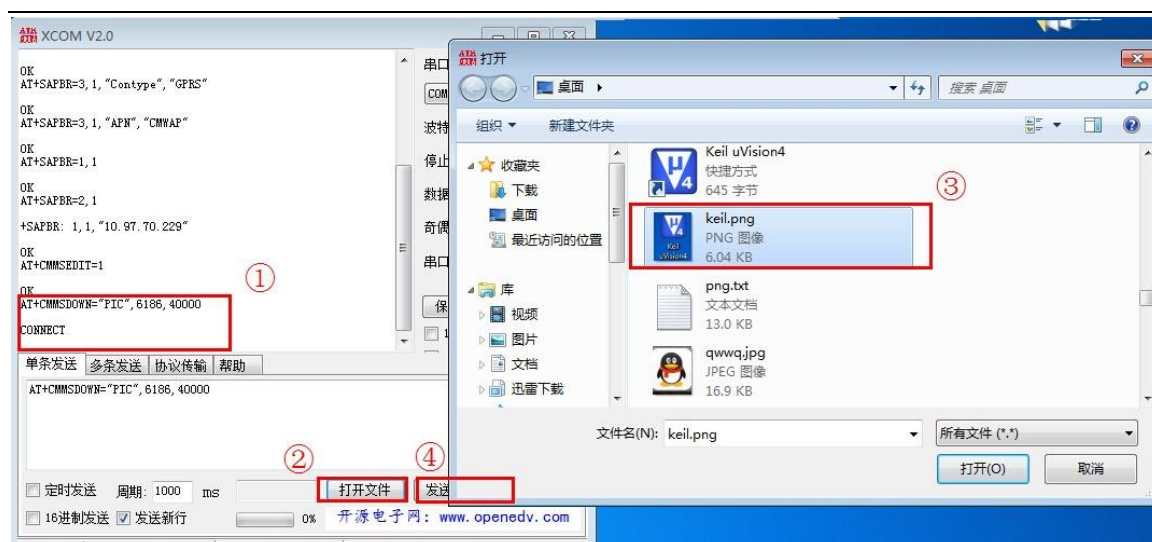 XCOM V2.0
OK
AT+SAPBR=3,1,"Contype","GPRS"
OK
AT+SAPBR=3,1,"APN","CMWAP"
OK
AT+SAPBR=1,1
OK
AT+SAPBR=2,1
+SAPBR: 1,1,"10.97.70.229"
OK
AT+CMMSEDIT=1
①
OK
AT+CMMSDOWN="PIC",6186,40000
CONNECT
串口
COM
波特
停止
数据
奇偶
串口
保
1
单条发送 多条发送 协议传输 帮助
AT+CMMSDOWN="PIC",6186,40000
② ④
定时发送 周期: 1000 ms 打开文件 发送
16进制发送 发送新行 0% 开源电子网: www.openedv.com
打开
桌面
搜索 桌面
组织 新建文件夹
收藏夹
下载
桌面
最近访问的位置
库
视频
图片
文档
迅雷下载
Keil uVision4
快捷方式
645 字节
③
keil.png
PNG 图像
6.04 KB
png.txt
文本文档
13.0 KB
qwwq.jpg
JPEG 图像
16.9 KB
文件名(N): keil.png 所有文件 (*.*)
打开(O) 取消